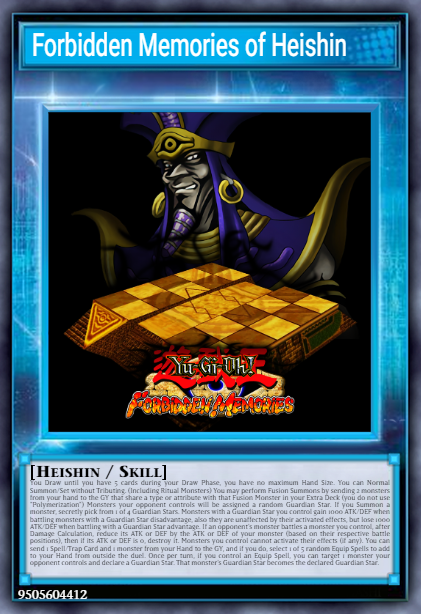 Forbidden Memories of Heishin
Yu-Gi-Oh!
FORBIDDEN MEMORIES
[HEISHIN / SKILL]
You Draw until you have 5 cards during your Draw Phase, you have no maximum Hand Size. You can Normal
Summon/Set without Tributing. (Including Ritual Monsters) You may perform Fusion Summons by sending 2 monsters
from your hand to the GY that share a type or attribute with that Fusion Monster in your Extra Deck (you do not use
"Polymerization") Monsters your opponent controls will be assigned a random Guardian Star. If you Summon a
monster, secretly pick from 1 of 4 Guardian Stars. Monsters with a Guardian Star you control gain 1000 ATK/DEF when
battling monsters with a Guardian Star disadvantage, also they are unaffected by their activated effects, but lose 1000
ATK/DEF when battling with a Guardian Star advantage. If an opponent's monster battles a monster you control, after
Damage Calculation, reduce its ATK or DEF by the ATK or DEF of your monster (based on their respective battle
positions), then if its ATK or DEF is 0, destroy it. Monsters you control cannot activate their effects (if any). You can
send 1 Spell/Trap Card and 1 monster from your Hand to the GY, and if you do, select 1 of 5 random Equip Spells to add
to your Hand from outside the duel. Once per turn, if you control an Equip Spell, you can target 1 monster your
opponent controls and declare a Guardian Star. That monster's Guardian Star becomes the declared Guardian Star.
9505604412